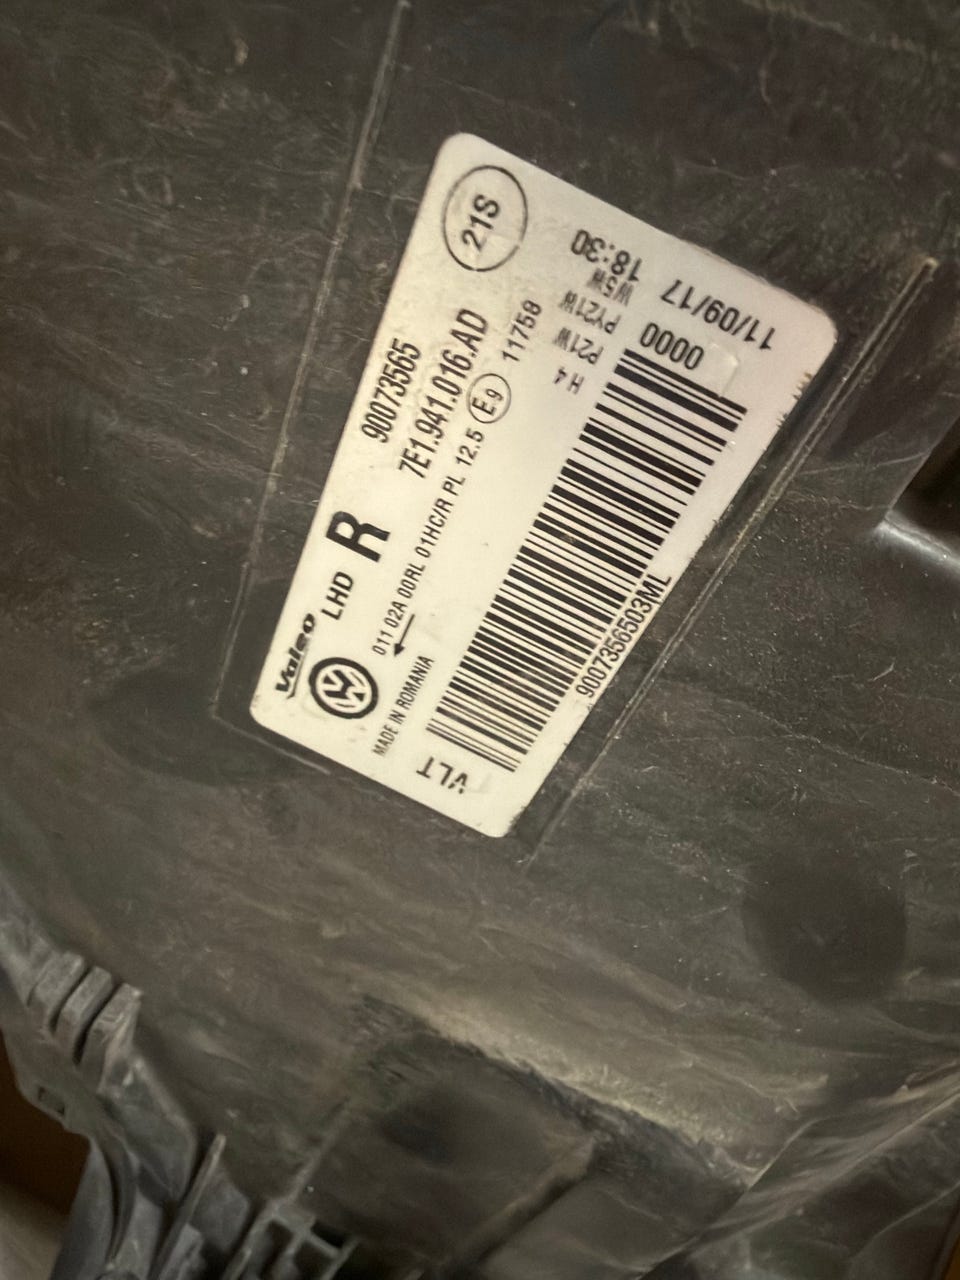 Valeo LHD R 90073565 21S
7E1.941.016.AD
011 02A 00RL 01HC/R PL 12.5 E9 11758
MADE IN ROMANIA
H4 P21W PY21W W5W
18:30
VLT 0000 11/09/17
9007356503ML